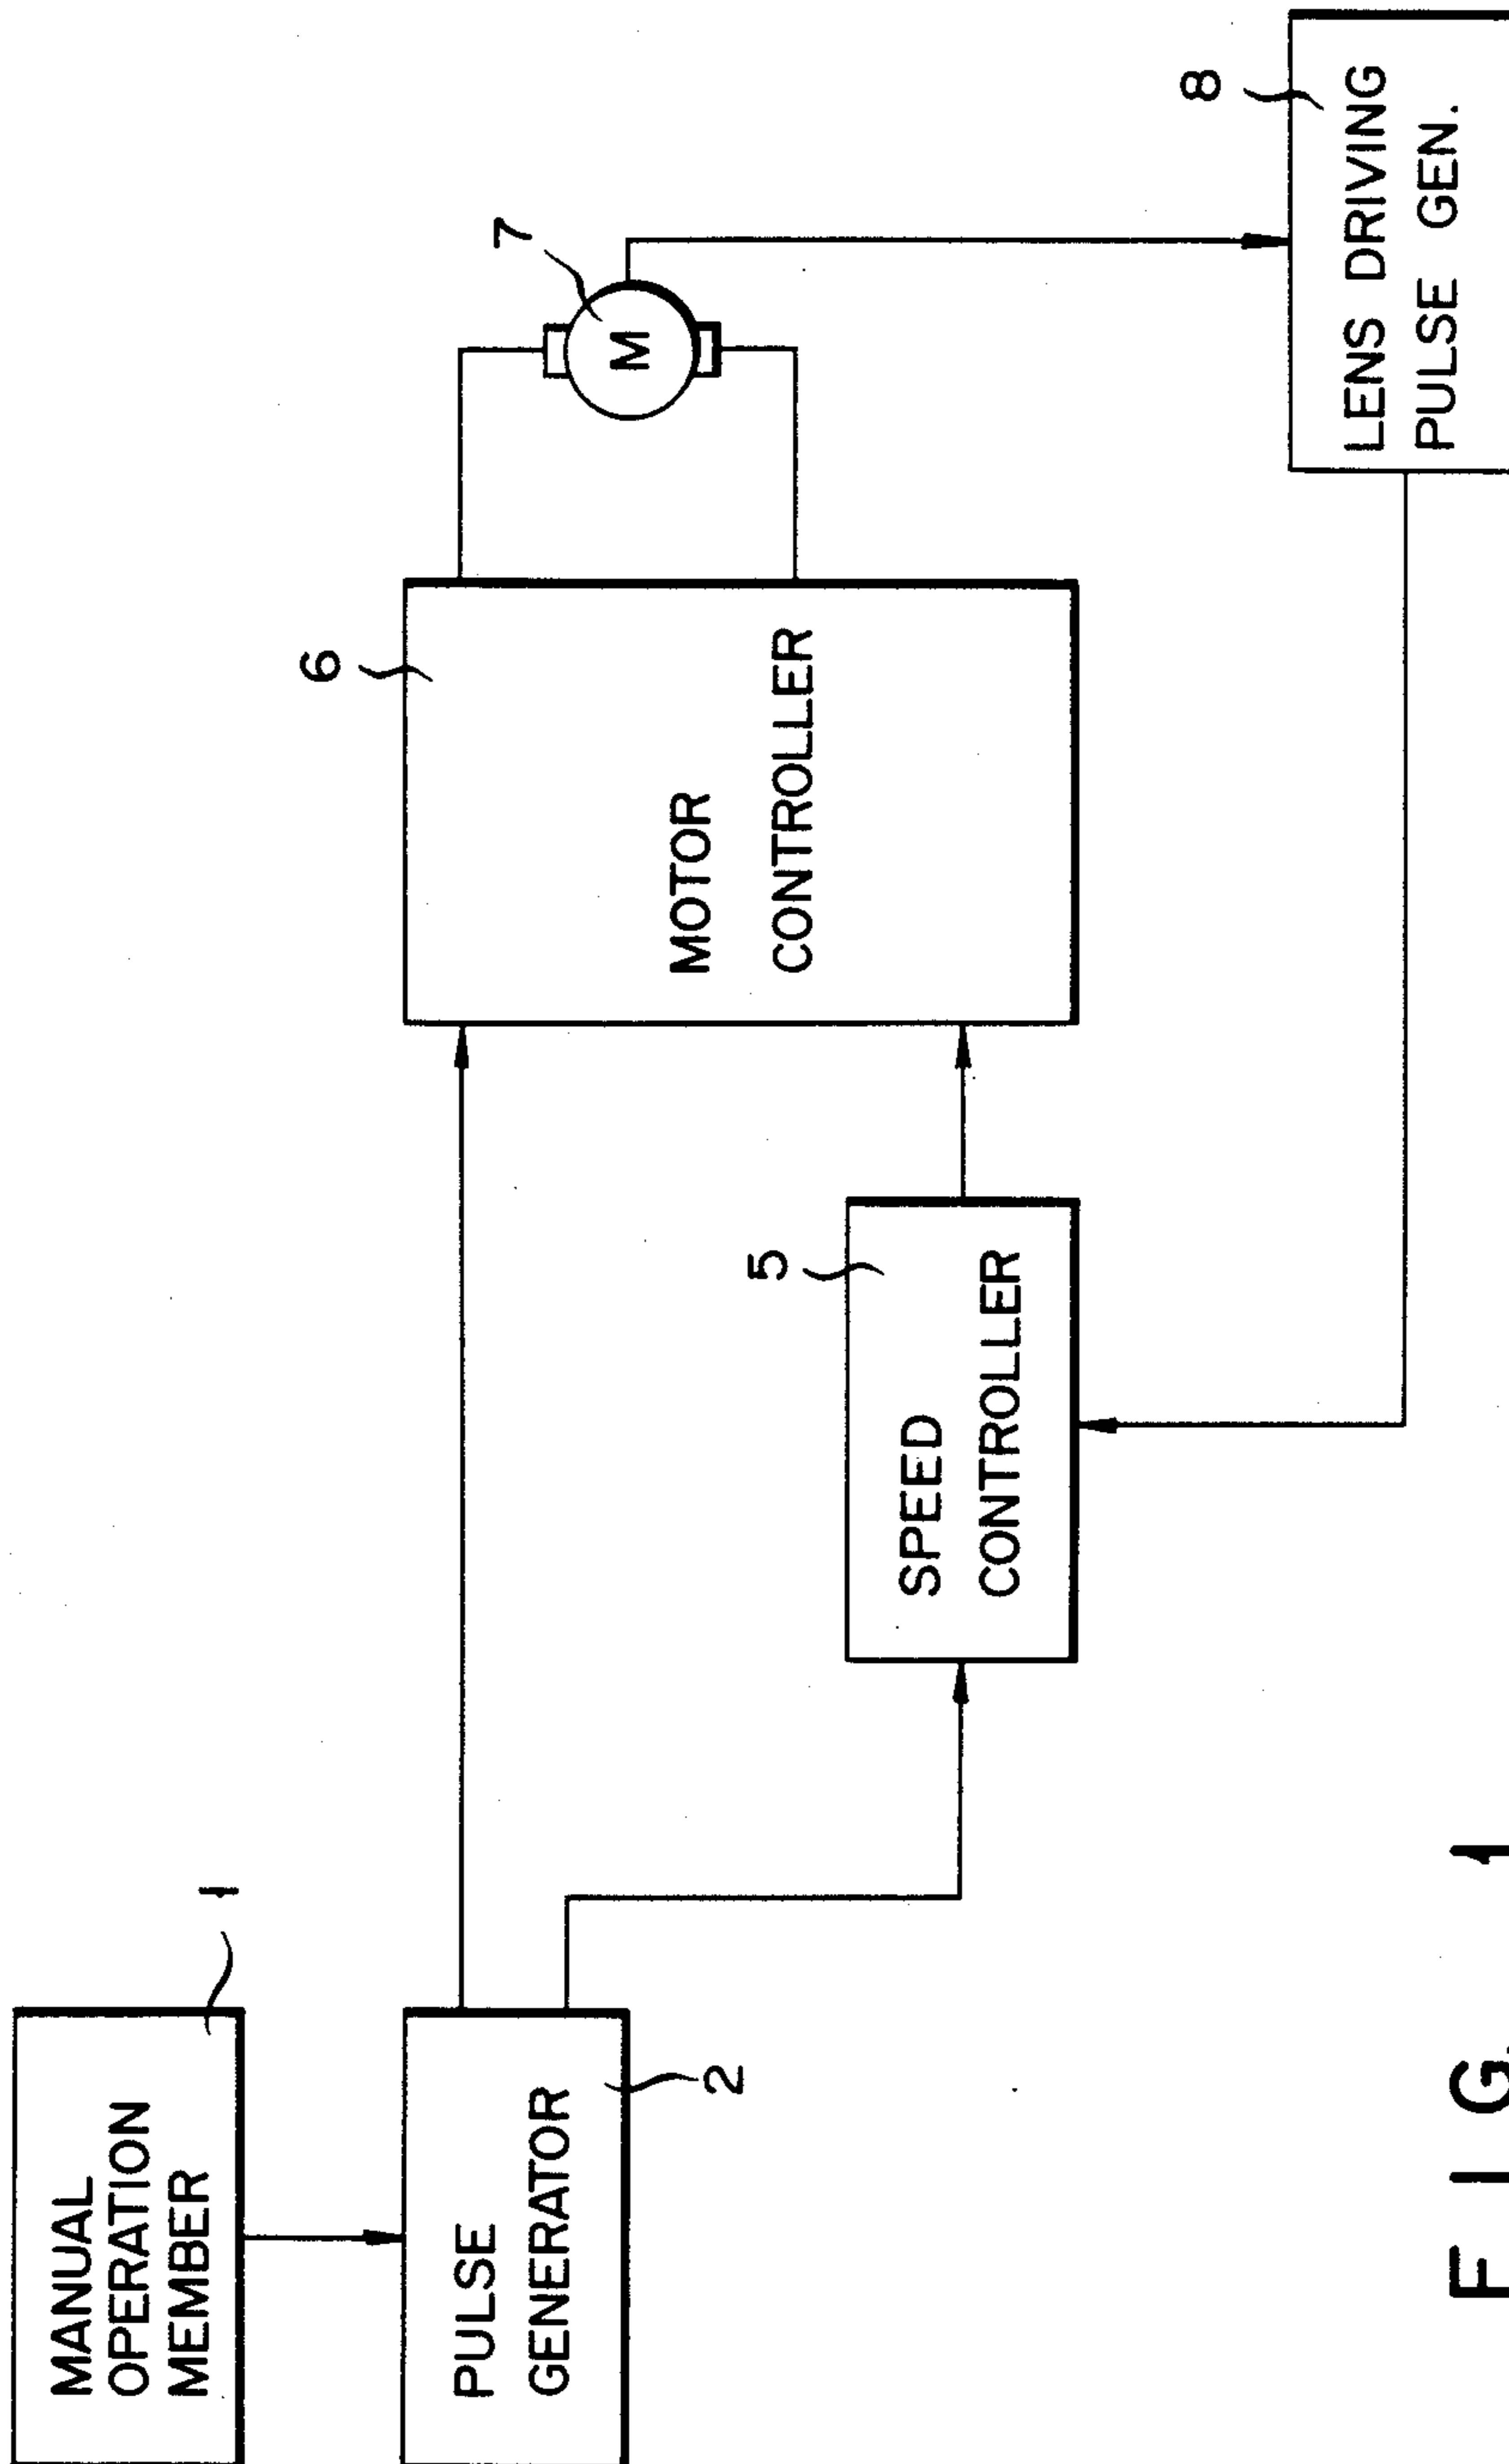 MANUAL
OPERATION
MEMBER
1
PULSE
GENERATOR
2
SPEED
CONTROLLER
5
MOTOR
CONTROLLER
6
M
7
LENS DRIVING
PULSE GEN.
8
FIG. 1